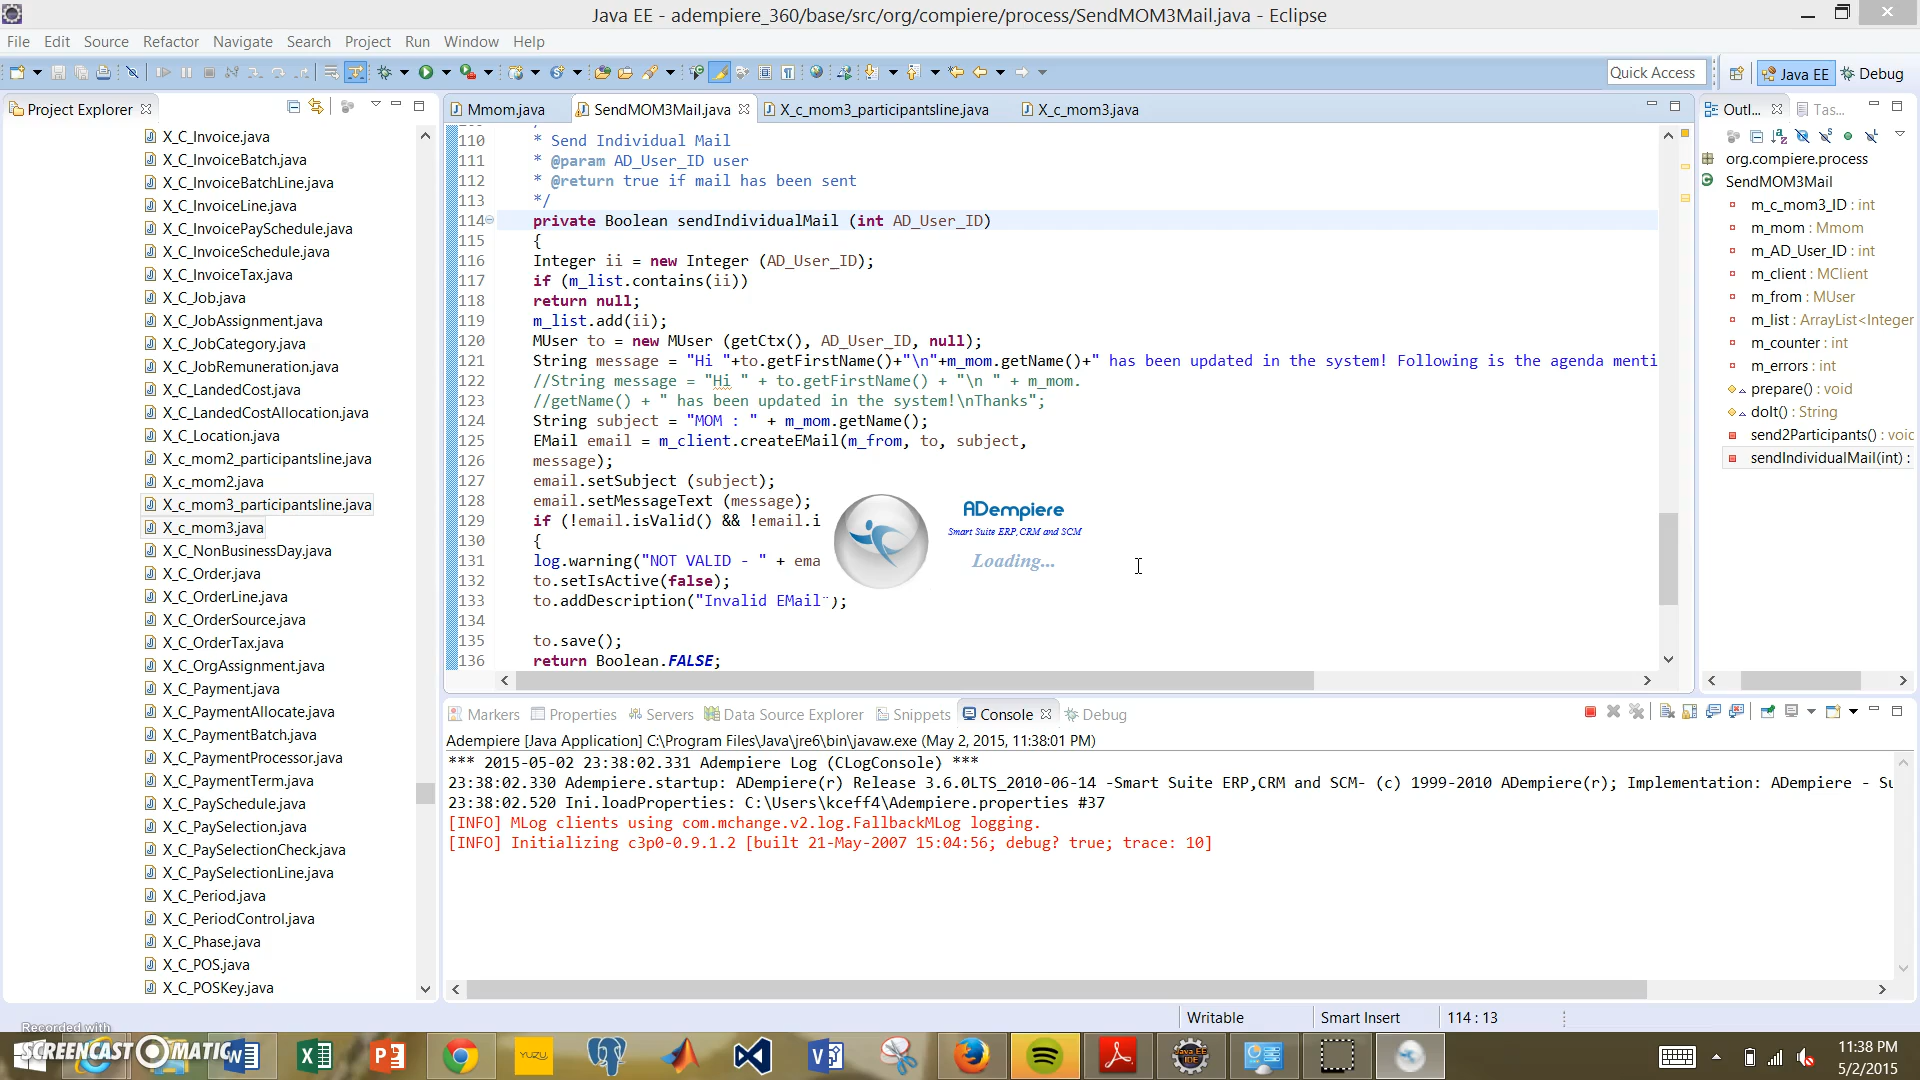 Java EE - adempiere_360/base/src/org/compiere/process/SendMOM3Mail.java - Eclipse
File Edit Source Refactor Navigate Search Project Run Window Help
Quick Access
Java EE
Debug
Project Explorer
X_C_Invoice.java
X_C_InvoiceBatch.java
X_C_InvoiceBatchLine.java
X_C_InvoiceLine.java
X_C_InvoicePaySchedule.java
X_C_InvoiceSchedule.java
X_C_InvoiceTax.java
X_C_Job.java
X_C_JobAssignment.java
X_C_JobCategory.java
X_C_JobRemuneration.java
X_C_LandedCost.java
X_C_LandedCostAllocation.java
X_C_Location.java
X_c_mom2_participantsline.java
X_c_mom2.java
X_c_mom3_participantsline.java
X_c_mom3.java
X_C_NonBusinessDay.java
X_C_Order.java
X_C_OrderLine.java
X_C_OrderSource.java
X_C_OrderTax.java
X_C_OrgAssignment.java
X_C_Payment.java
X_C_PaymentAllocate.java
X_C_PaymentBatch.java
X_C_PaymentProcessor.java
X_C_PaymentTerm.java
X_C_PaySchedule.java
X_C_PaySelection.java
X_C_PaySelectionCheck.java
X_C_PaySelectionLine.java
X_C_Period.java
X_C_PeriodControl.java
X_C_Phase.java
X_C_POS.java
X_C_POSKey.java
Mmom.java SendMOM3Mail.java X_c_mom3_participantsline.java X_c_mom3.java
110 * Send Individual Mail
111 * @param AD_User_ID user
112 * @return true if mail has been sent
113 */
114 private Boolean sendIndividualMail (int AD_User_ID)
115 {
116 Integer ii = new Integer (AD_User_ID);
117 if (m_list.contains(ii))
118 return null;
119 m_list.add(ii);
120 MUser to = new MUser (getCtx(), AD_User_ID, null);
121 String message = "Hi "+to.getFirstName()+"\n"+m_mom.getName()+" has been updated in the system! Following is the agenda menti
122 //String message = "Hi " + to.getFirstName() + "\n " + m_mom.
123 //getName() + " has been updated in the system!\nThanks";
124 String subject = "MOM : " + m_mom.getName();
125 EMail email = m_client.createEMail(m_from, to, subject,
126 message);
127 email.setSubject (subject);
128 email.setMessageText (message);
129 if (!email.isValid() && !email.i
130 {
131 log.warning("NOT VALID - " + ema
132 to.setIsActive(false);
133 to.addDescription("Invalid EMail");
134
135 to.save();
136 return Boolean.FALSE;
ADempiere
Smart Suite ERP,CRM and SCM
Loading...
Outl... Tas...
org.compiere.process
SendMOM3Mail
m_c_mom3_ID : int
m_mom : Mmom
m_AD_User_ID : int
m_client : MClient
m_from : MUser
m_list : ArrayList<Integer
m_counter : int
m_errors : int
prepare() : void
doIt() : String
send2Participants() : voic
sendIndividualMail(int) :
Markers Properties Servers Data Source Explorer Snippets Console Debug
Adempiere [Java Application] C:\Program Files\Java\jre6\bin\javaw.exe (May 2, 2015, 11:38:01 PM)
*** 2015-05-02 23:38:02.331 Adempiere Log (CLogConsole) ***
23:38:02.330 Adempiere.startup: ADempiere(r) Release 3.6.0LTS_2010-06-14 -Smart Suite ERP,CRM and SCM- (c) 1999-2010 ADempiere(r); Implementation: ADempiere - Su
23:38:02.520 Ini.loadProperties: C:\Users\kceff4\Adempiere.properties #37
[INFO] MLog clients using com.mchange.v2.log.FallbackMLog logging.
[INFO] Initializing c3p0-0.9.1.2 [built 21-May-2007 15:04:56; debug? true; trace: 10]
Writable Smart Insert 114 : 13
Recorded with
SCREENCAST-O-MATIC
YUZU
Java EE
IDE
11:38 PM
5/2/2015